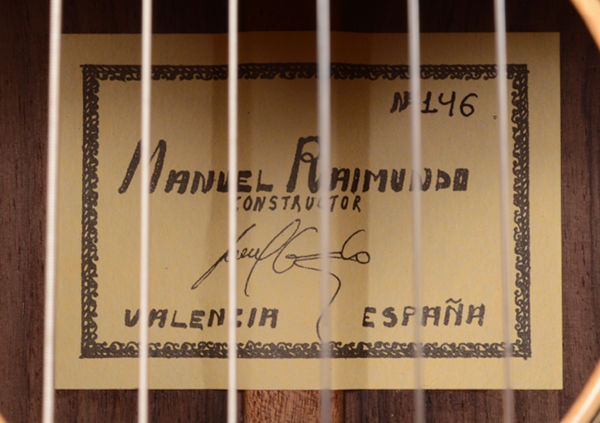 Nº 146
MANUEL RAIMUNDO
CONSTRUCTOR
VALENCIA ESPAÑA